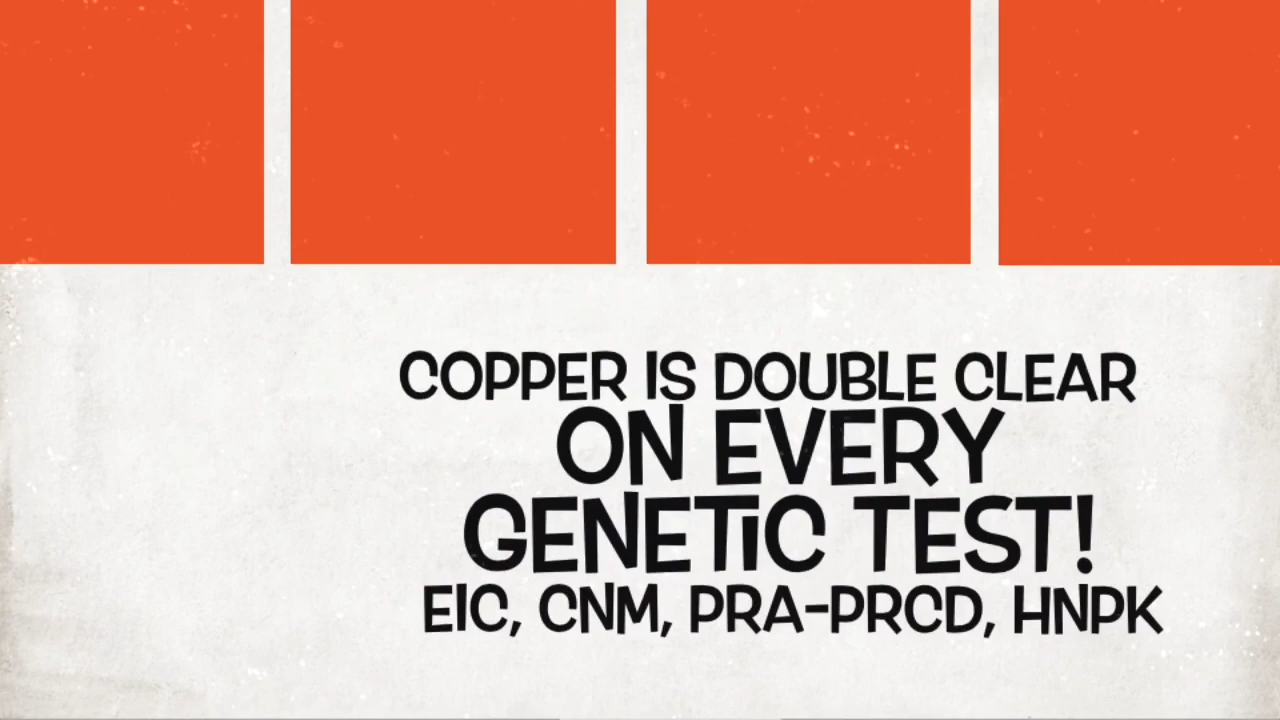 COPPER IS DOUBLE CLEAR
ON EVERY
GENETIC TEST!
EIC, CNM, PRA-PRCD, HNPK